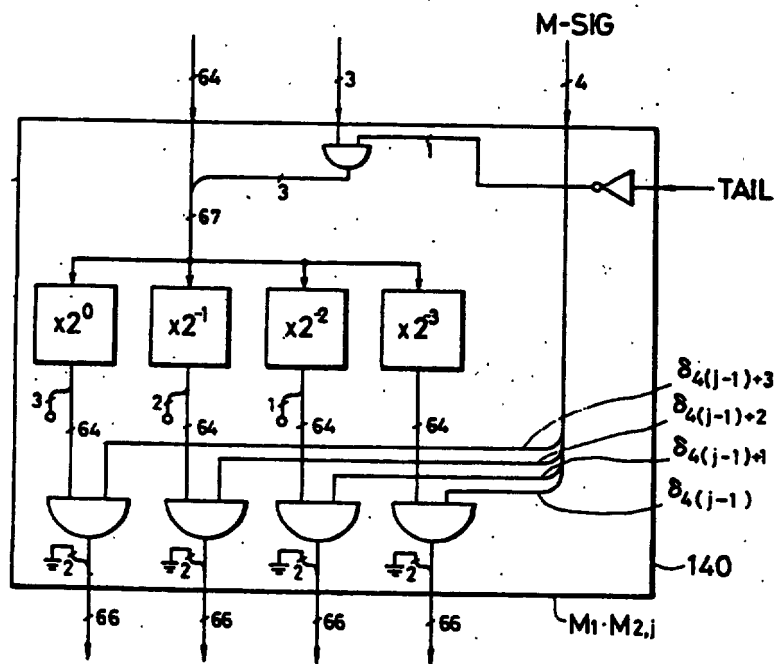 M-SIG
64 3 4
3 1
TAIL
67
x2⁰ x2⁻¹ x2⁻² x2⁻³
3 2 1
64 64 64 64
δ4(j-1)+3
δ4(j-1)+2
δ4(j-1)+1
δ4(j-1)
2 2 2 2
140
66 66 66 66
M₁·M₂,j